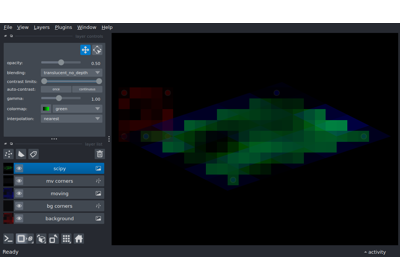 File View Layers Plugins Window Help
opacity: 0.50
blending: translucent_no_depth
contrast limits:
auto-contrast: once continuous
gamma: 1.00
colormap: green
interpolation: nearest
scipy
mv corners
moving
bg corners
background
Ready activity